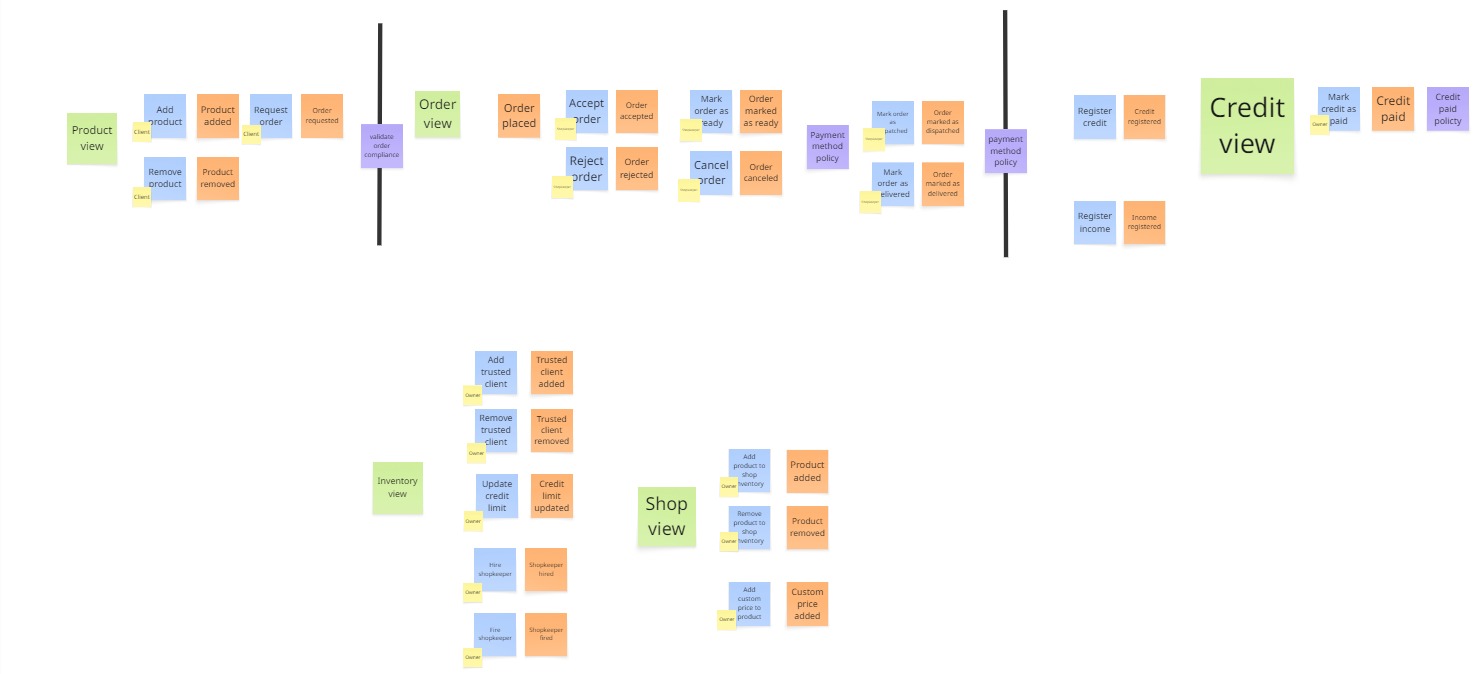 Product
view
Add
product
Client
Product
added
Request
order
Client
Order
requested
Remove
product
Client
Product
removed
validate
order
compliance
Order
view
Order
placed
Accept
order
Order
accepted
Reject
order
Order
rejected
Mark
order as
ready
Order
marked
as ready
Cancel
order
Order
canceled
Payment
method
policy
Mark order
as
dispatched
Order
marked as
dispatched
Mark
order as
delivered
Order
marked as
delivered
payment
method
policy
Register
credit
Credit
registered
Register
income
Income
registered
Credit
view
Mark
credit as
paid
Owner
Credit
paid
Credit
paid
policty
Inventory
view
Add
trusted
client
Owner
Trusted
client
added
Remove
trusted
client
Owner
Trusted
client
removed
Update
credit
limit
Owner
Credit
limit
updated
Hire
shopkeeper
Owner
Shopkeeper
hired
Fire
shopkeeper
Owner
Shopkeeper
fired
Shop
view
Add
product to
shop
inventory
Owner
Product
added
Remove
product to
shop
inventory
Owner
Product
removed
Add
custom
price to
product
Owner
Custom
price
added